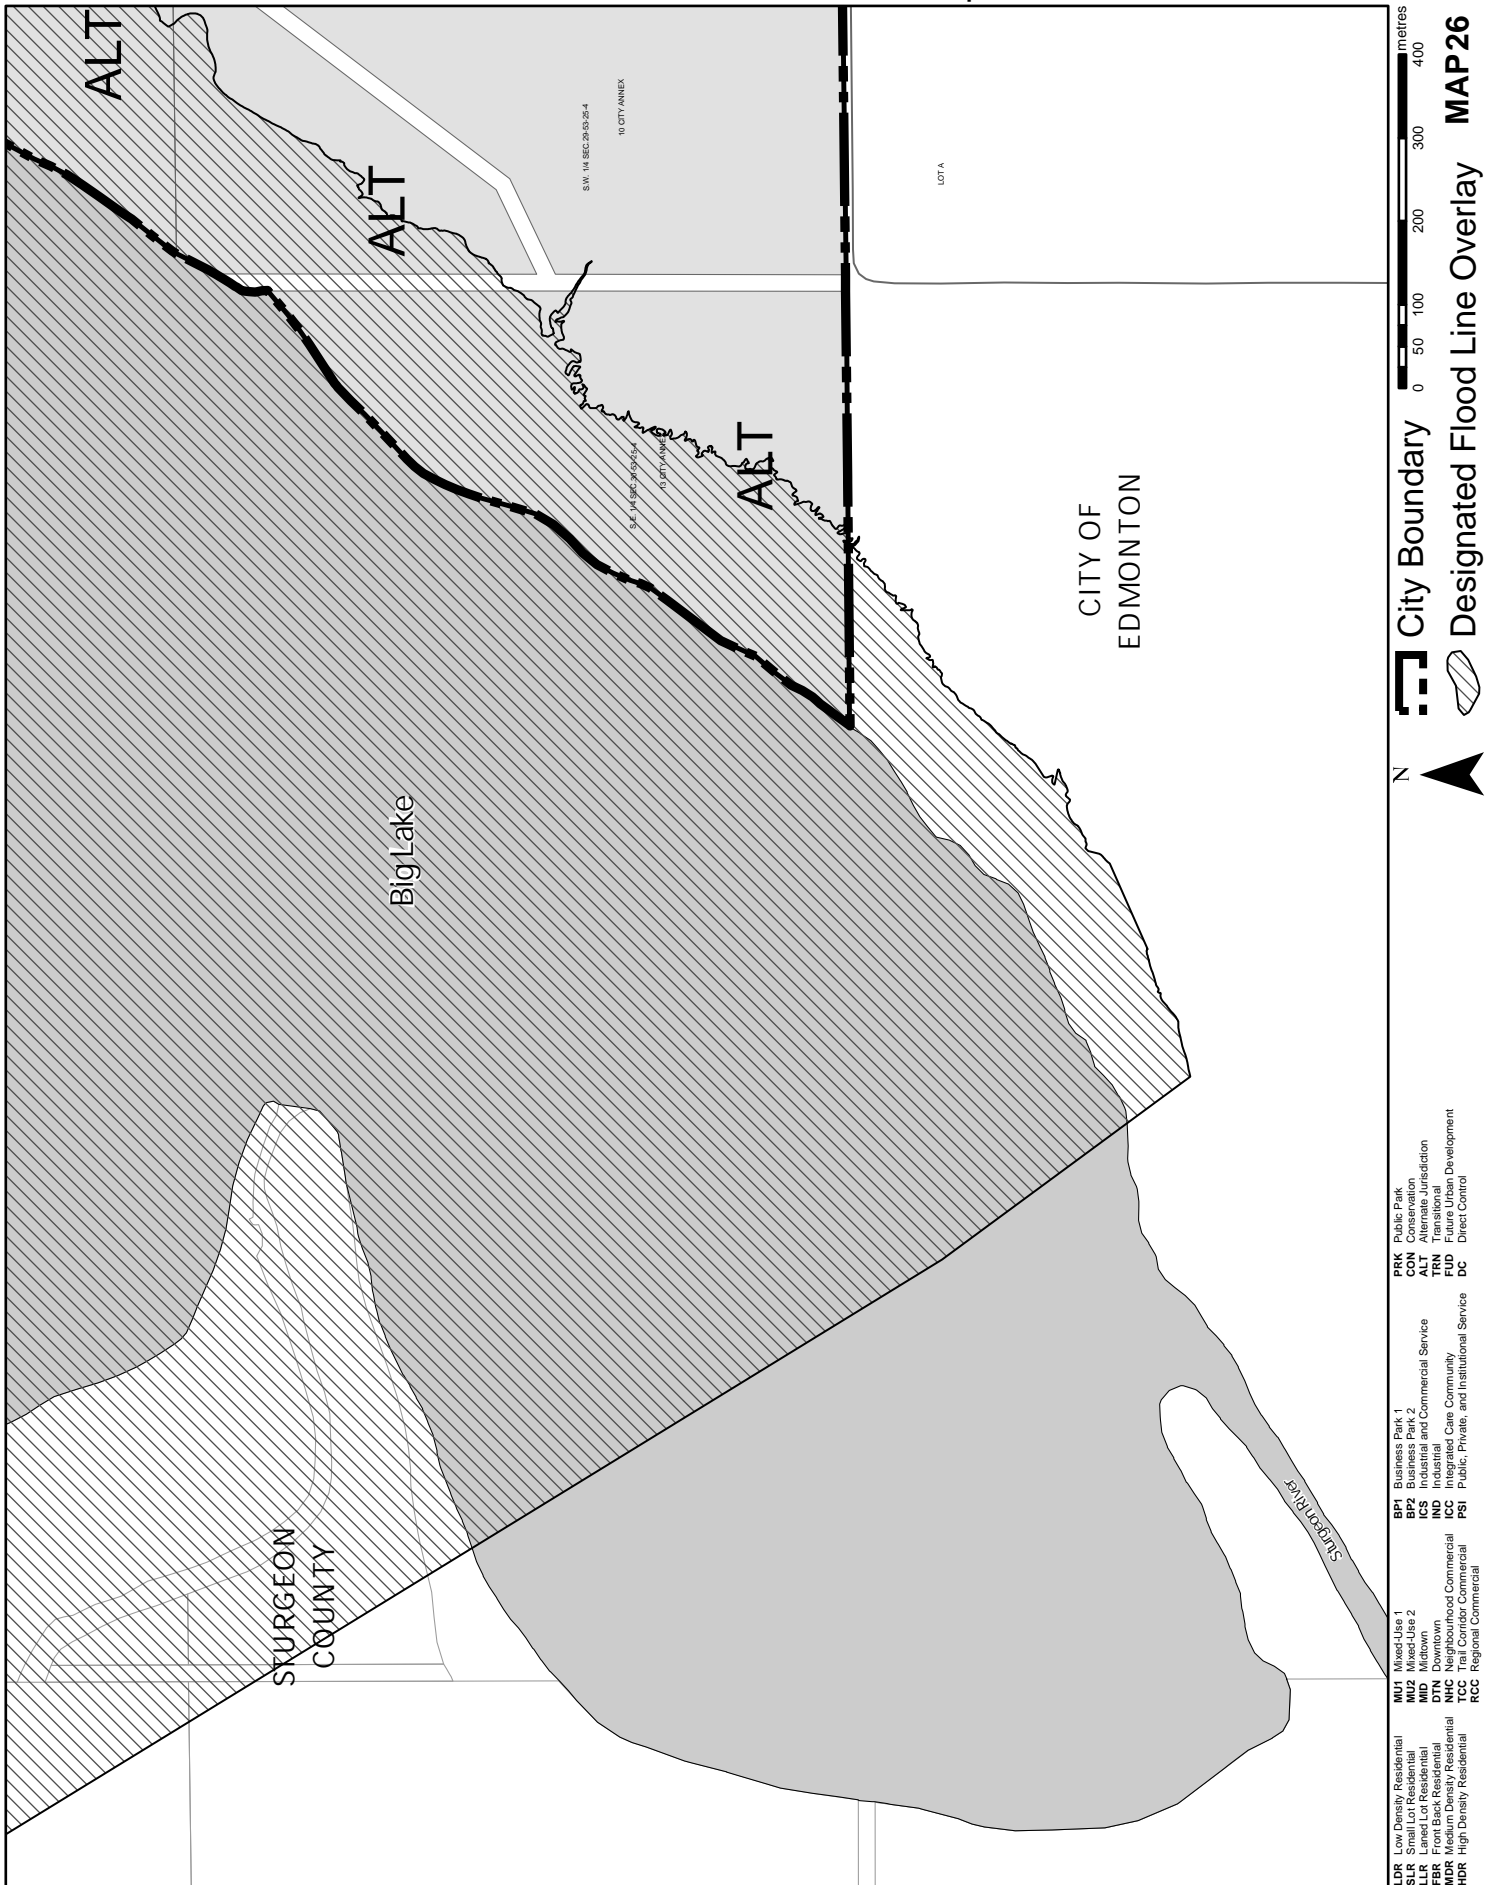 ALT
ALT
ALT
S.W. 1/4 SEC.29-53-25-4
10 CITY ANNEX
LOT A
S.E. 1/4 SEC.30-53-25-4
13 CITY ANNEX
Big Lake
CITY OF
EDMONTON
STURGEON
COUNTY
Sturgeon River
LDR Low Density Residential
SLR Small Lot Residential
LLR Laned Lot Residential
FBR Front Back Residential
MDR Medium Density Residential
HDR High Density Residential
MU1 Mixed-Use 1
MU2 Mixed-Use 2
MID Midtown
DTN Downtown
NHC Neighbourhood Commercial
TCC Trail Corridor Commercial
RCC Regional Commercial
BP1 Business Park 1
BP2 Business Park 2
ICS Industrial and Commercial Service
IND Industrial
ICC Integrated Care Community
PSI Public, Private, and Institutional Service
PRK Public Park
CON Conservation
ALT Alternate Jurisdiction
TRN Transitional
FUD Future Urban Development
DC Direct Control
N
City Boundary
Designated Flood Line Overlay
0 50 100 200 300 400 metres
MAP26